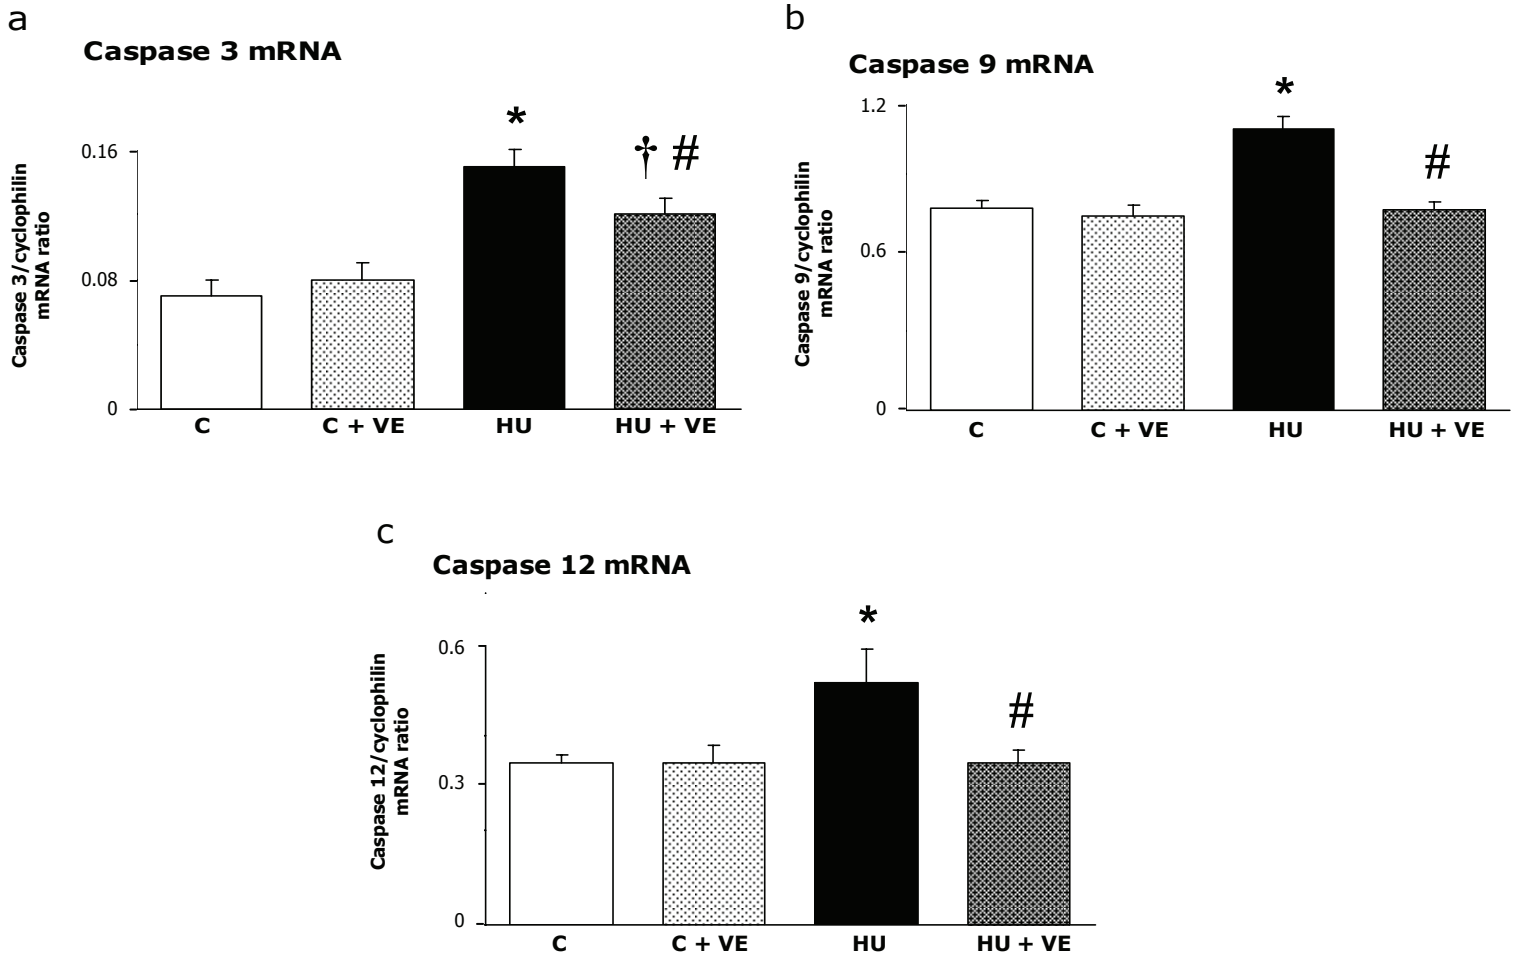 a
Caspase 3 mRNA
*
† #
0.16
0.08
0
Caspase 3/cyclophilin
mRNA ratio
C
C + VE
HU
HU + VE
b
Caspase 9 mRNA
*
#
1.2
0.6
0
Caspase 9/cyclophilin
mRNA ratio
C
C + VE
HU
HU + VE
c
Caspase 12 mRNA
*
#
0.6
0.3
0
Caspase 12/cyclophilin
mRNA ratio
C
C + VE
HU
HU + VE